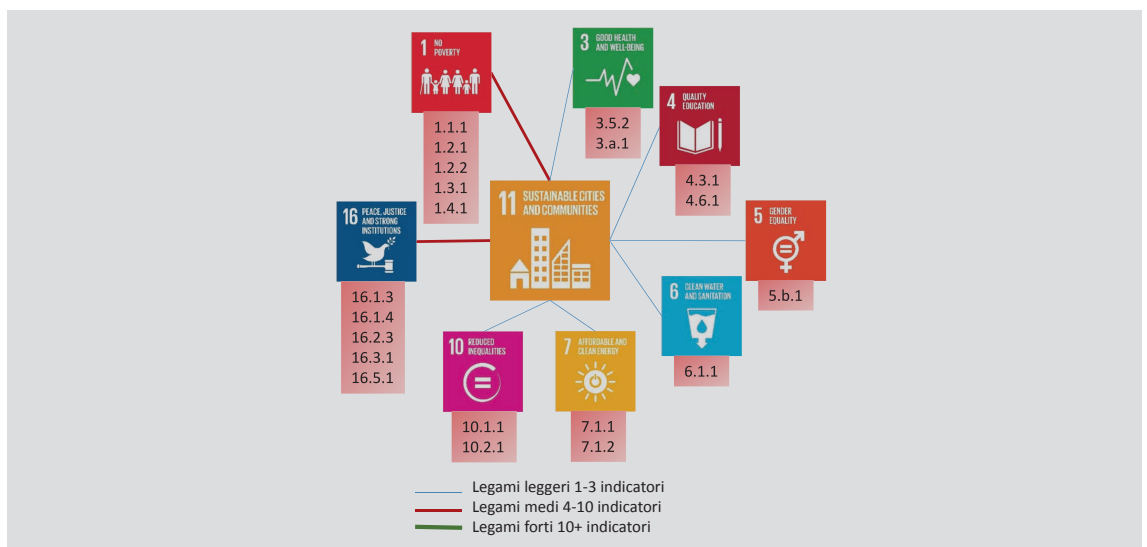 1 NO
POVERTY
1.1.1
1.2.1
1.2.2
1.3.1
1.4.1
3 GOOD HEALTH
AND WELL-BEING
3.5.2
3.a.1
4 QUALITY
EDUCATION
4.3.1
4.6.1
11 SUSTAINABLE CITIES
AND COMMUNITIES
16 PEACE, JUSTICE
AND STRONG
INSTITUTIONS
16.1.3
16.1.4
16.2.3
16.3.1
16.5.1
5 GENDER
EQUALITY
5.b.1
6 CLEAN WATER
AND SANITATION
6.1.1
10 REDUCED
INEQUALITIES
10.1.1
10.2.1
7 AFFORDABLE AND
CLEAN ENERGY
7.1.1
7.1.2
Legami leggeri 1-3 indicatori
Legami medi 4-10 indicatori
Legami forti 10+ indicatori